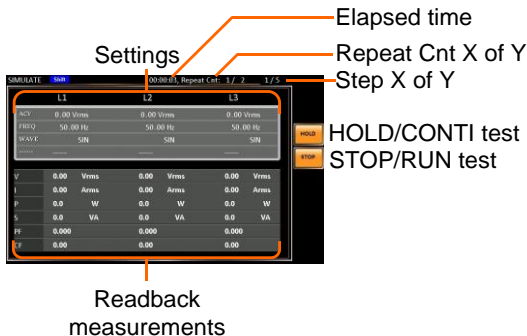 Elapsed time
Settings
Repeat Cnt X of Y
SIMULATE Shift 00:00:03, Repeat Cnt: 1/ 2 1/5
Step X of Y
L1 L2 L3
ACV 0.00 Vrms 0.00 Vrms 0.00 Vrms
FREQ 50.00 Hz 50.00 Hz 50.00 Hz
WAVE SIN SIN SIN
HOLD
HOLD/CONTI test
STOP
STOP/RUN test
V 0.00 Vrms 0.00 Vrms 0.00 Vrms
I 0.00 Arms 0.00 Arms 0.00 Arms
P 0.0 W 0.0 W 0.0 W
S 0.0 VA 0.0 VA 0.0 VA
PF 0.000 0.000 0.000
CF 0.00 0.00 0.00
Readback
measurements